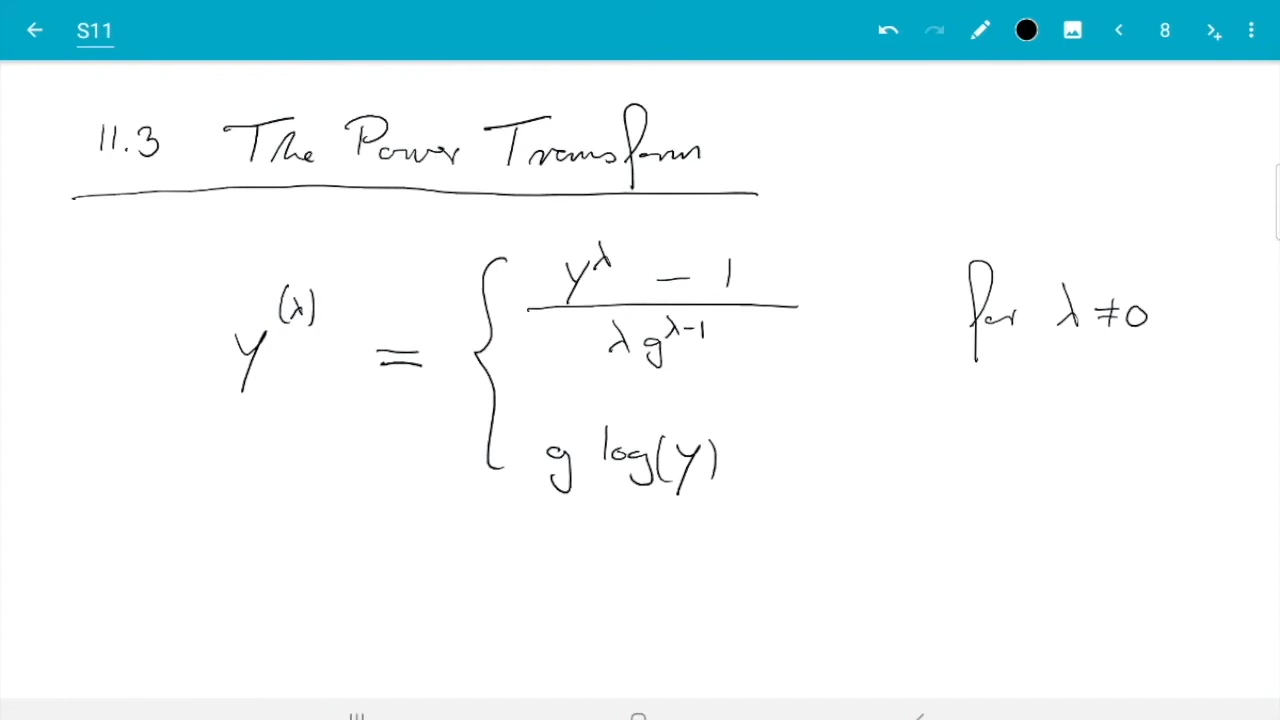 S11 8
11.3 The Power Transform
y^(λ) = { (y^λ - 1) / (λ g^(λ-1)) for λ ≠ 0
g log(y)